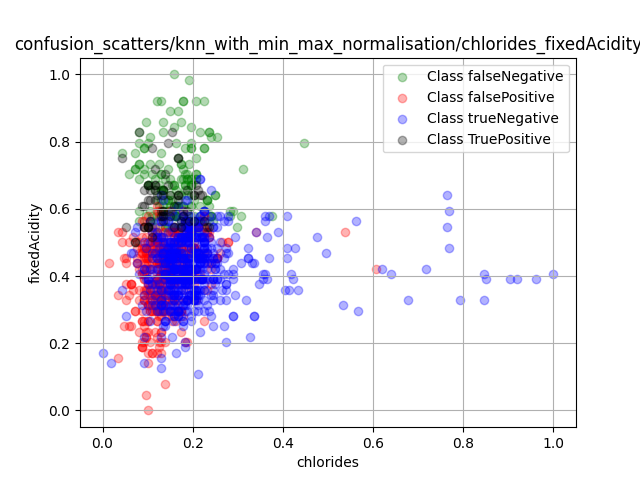 confusion_scatters/knn_with_min_max_normalisation/chlorides_fixedAcidity
Class falseNegative
Class falsePositive
Class trueNegative
Class TruePositive
1.0
0.8
0.6
0.4
0.2
0.0
fixedAcidity
0.0 0.2 0.4 0.6 0.8 1.0
chlorides